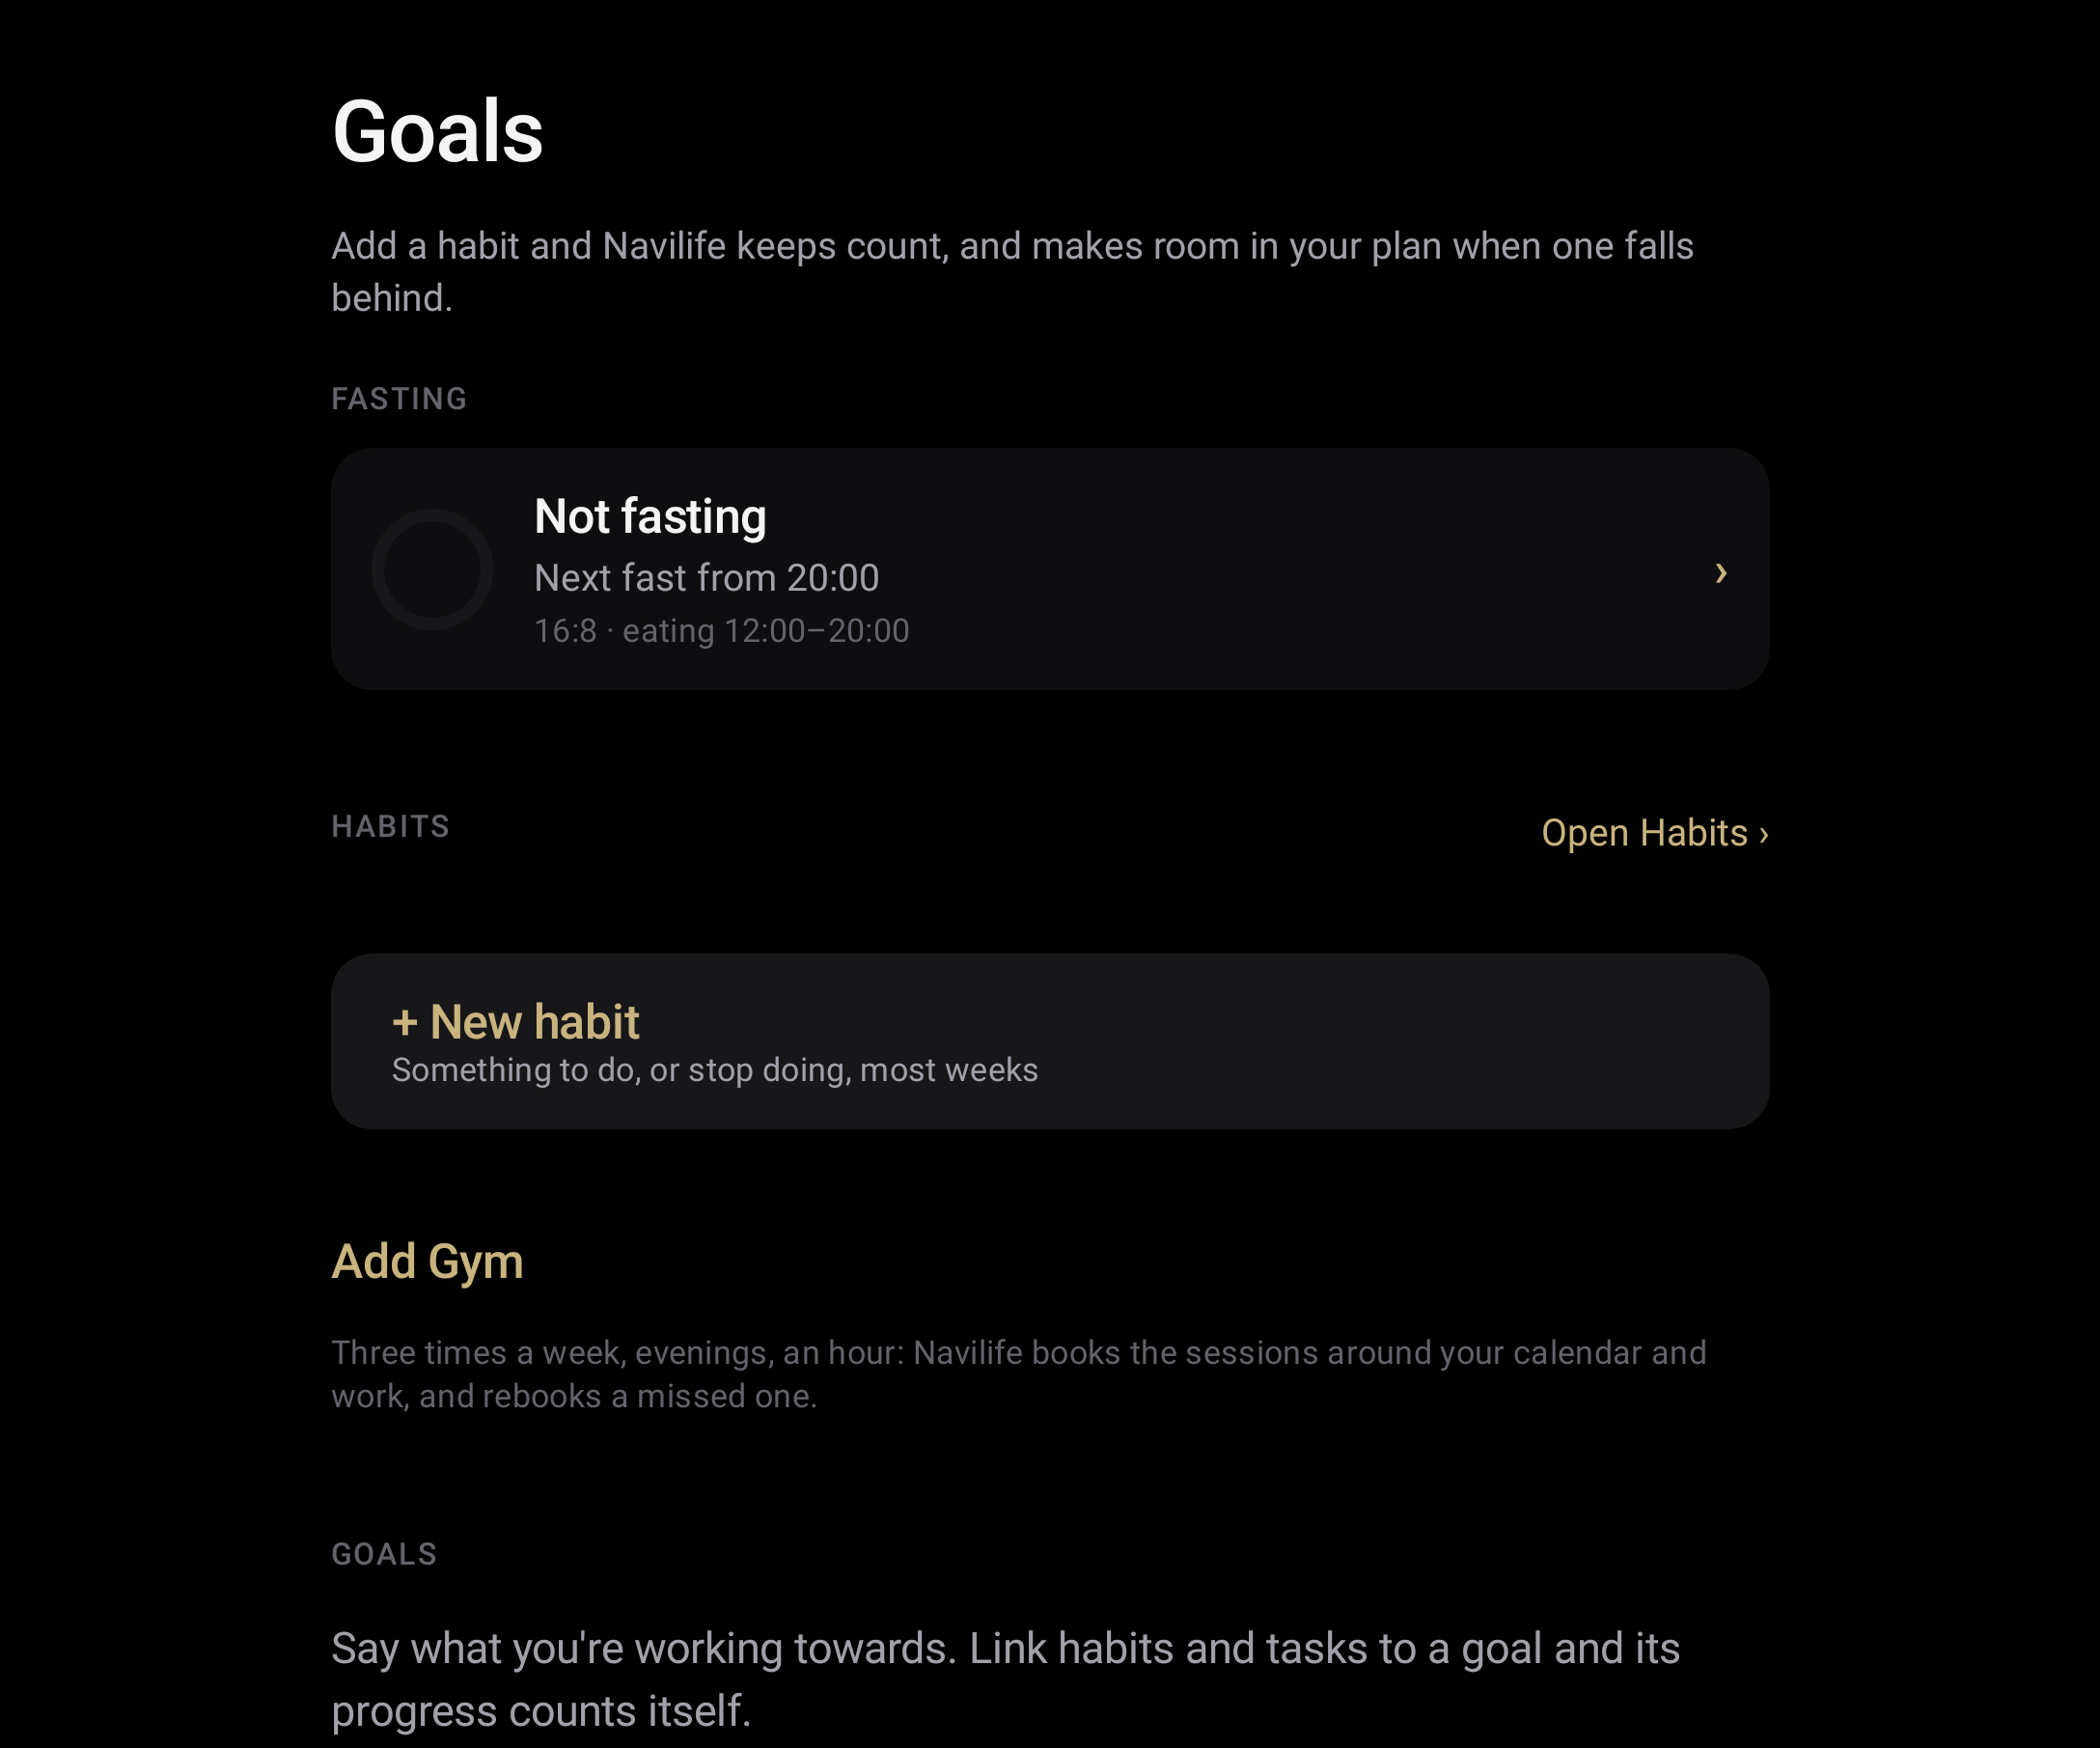 Goals
Add a habit and Navilife keeps count, and makes room in your plan when one falls
behind.
FASTING
Not fasting
Next fast from 20:00
16:8 · eating 12:00–20:00
›
HABITS
Open Habits ›
+ New habit
Something to do, or stop doing, most weeks
Add Gym
Three times a week, evenings, an hour: Navilife books the sessions around your calendar and
work, and rebooks a missed one.
GOALS
Say what you're working towards. Link habits and tasks to a goal and its
progress counts itself.